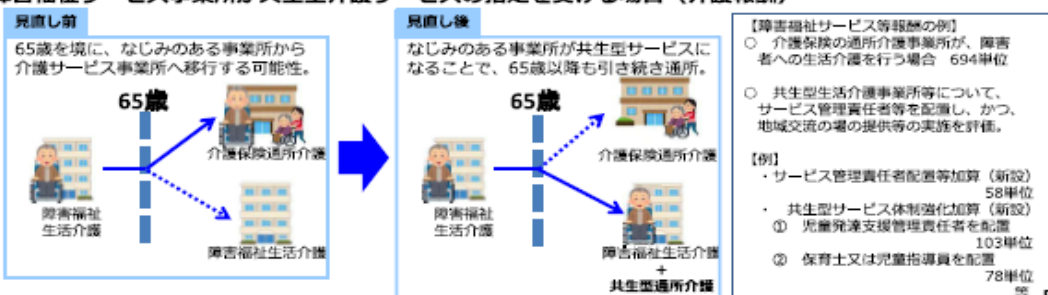 見直し前
65歳を境に、なじみのある事業所から
介護サービス事業所へ移行する可能性。
65歳
障害福祉
生活介護
介護保険通所介護
障害福祉生活介護
見直し後
なじみのある事業所が共生型サービスに
なることで、65歳以降も引き続き通所。
65歳
障害福祉
生活介護
介護保険通所介護
障害福祉生活介護
+
共生型通所介護
【障害福祉サービス等報酬の例】
○ 介護保険の通所介護事業所が、障害
者への生活介護を行う場合 694単位
○ 共生型生活介護事業所等について、
サービス管理責任者等を配置し、かつ、
地域交流の場の提供等の実施を評価。
【例】
・サービス管理責任者配置等加算（新設）
58単位
・ 共生型サービス体制強化加算（新設）
① 児童発達支援管理責任者を配置
103単位
② 保育士又は児童指導員を配置
78単位
等